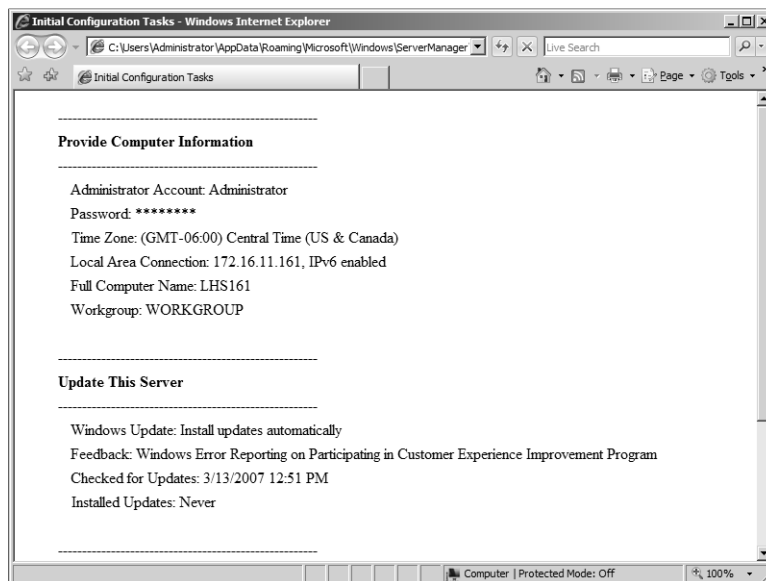 Initial Configuration Tasks - Windows Internet Explorer
C:\Users\Administrator\AppData\Roaming\Microsoft\Windows\ServerManager
Live Search
Initial Configuration Tasks
Page
Tools
--------------------------------------------------------
Provide Computer Information
--------------------------------------------------------
Administrator Account: Administrator
Password: ********
Time Zone: (GMT-06:00) Central Time (US & Canada)
Local Area Connection: 172.16.11.161, IPv6 enabled
Full Computer Name: LHS161
Workgroup: WORKGROUP
--------------------------------------------------------
Update This Server
--------------------------------------------------------
Windows Update: Install updates automatically
Feedback: Windows Error Reporting on Participating in Customer Experience Improvement Program
Checked for Updates: 3/13/2007 12:51 PM
Installed Updates: Never
--------------------------------------------------------
Computer | Protected Mode: Off
100%